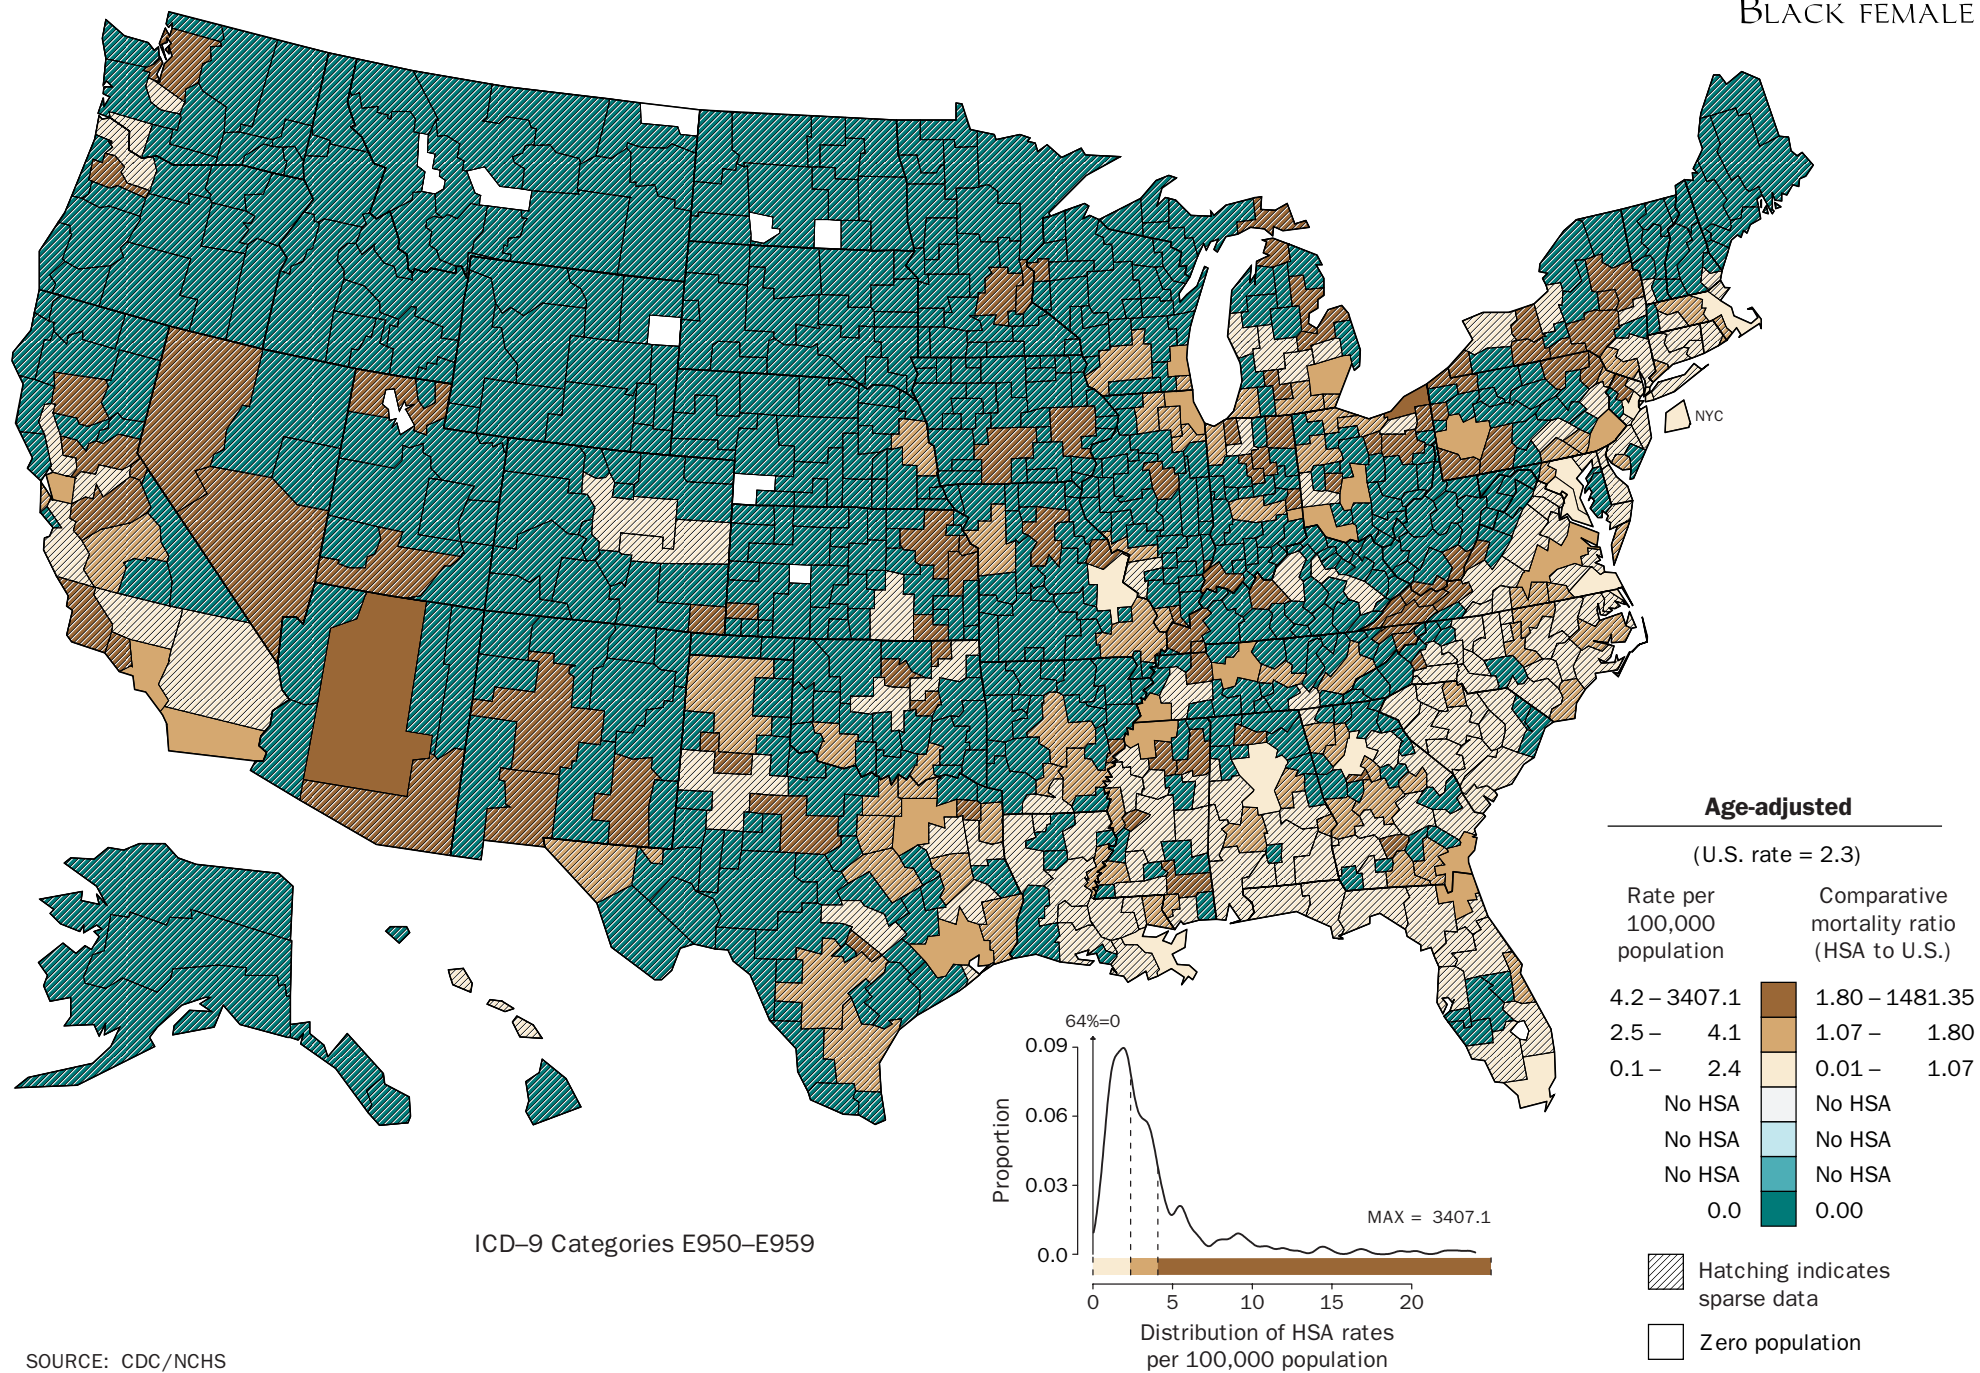 BLACK FEMALE
NYC
Age-adjusted
(U.S. rate = 2.3)
Rate per
100,000
population
Comparative
mortality ratio
(HSA to U.S.)
4.2 – 3407.1 1.80 – 1481.35
2.5 – 4.1 1.07 – 1.80
0.1 – 2.4 0.01 – 1.07
No HSA No HSA
No HSA No HSA
No HSA No HSA
0.0 0.00
Hatching indicates
sparse data
Zero population
64%=0
0.09
0.06
0.03
0.0
Proportion
MAX = 3407.1
0 5 10 15 20
Distribution of HSA rates
per 100,000 population
ICD–9 Categories E950–E959
SOURCE: CDC/NCHS